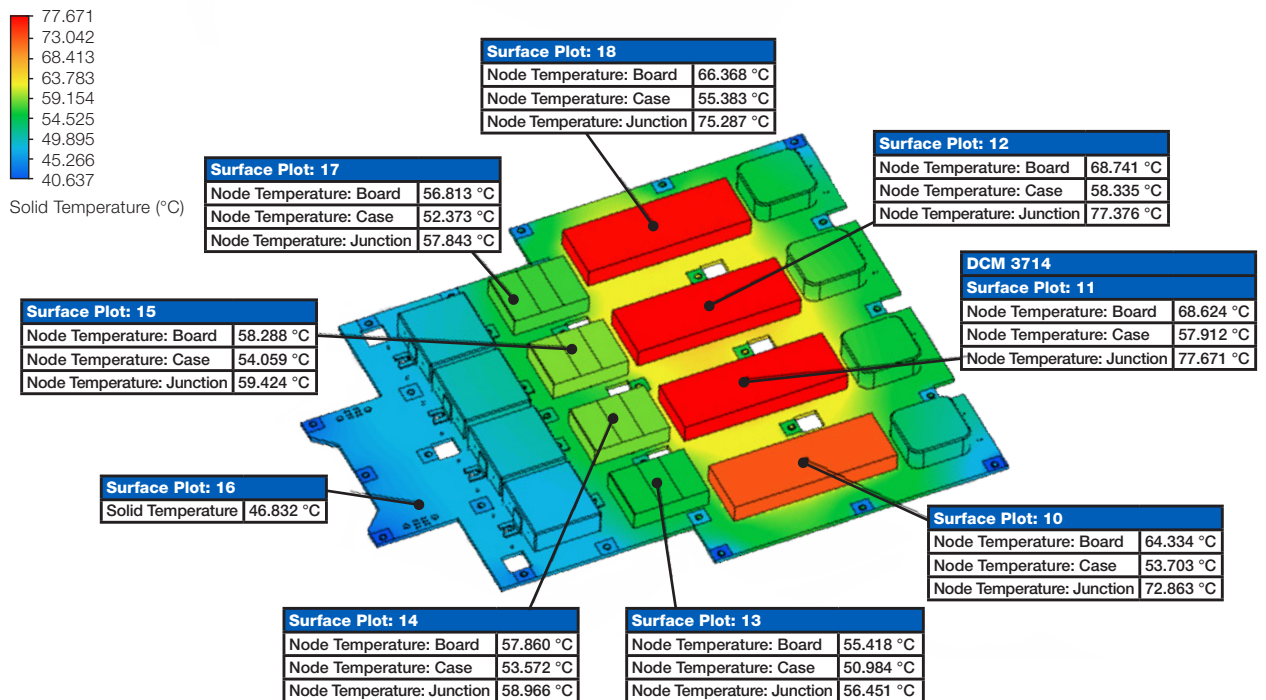 77.671
73.042
68.413
63.783
59.154
54.525
49.895
45.266
40.637
Solid Temperature (°C)
Surface Plot: 18
Node Temperature: Board 66.368 °C
Node Temperature: Case 55.383 °C
Node Temperature: Junction 75.287 °C
Surface Plot: 12
Node Temperature: Board 68.741 °C
Node Temperature: Case 58.335 °C
Node Temperature: Junction 77.376 °C
Surface Plot: 17
Node Temperature: Board 56.813 °C
Node Temperature: Case 52.373 °C
Node Temperature: Junction 57.843 °C
DCM 3714
Surface Plot: 11
Node Temperature: Board 68.624 °C
Node Temperature: Case 57.912 °C
Node Temperature: Junction 77.671 °C
Surface Plot: 15
Node Temperature: Board 58.288 °C
Node Temperature: Case 54.059 °C
Node Temperature: Junction 59.424 °C
Surface Plot: 16
Solid Temperature 46.832 °C
Surface Plot: 10
Node Temperature: Board 64.334 °C
Node Temperature: Case 53.703 °C
Node Temperature: Junction 72.863 °C
Surface Plot: 14
Node Temperature: Board 57.860 °C
Node Temperature: Case 53.572 °C
Node Temperature: Junction 58.966 °C
Surface Plot: 13
Node Temperature: Board 55.418 °C
Node Temperature: Case 50.984 °C
Node Temperature: Junction 56.451 °C